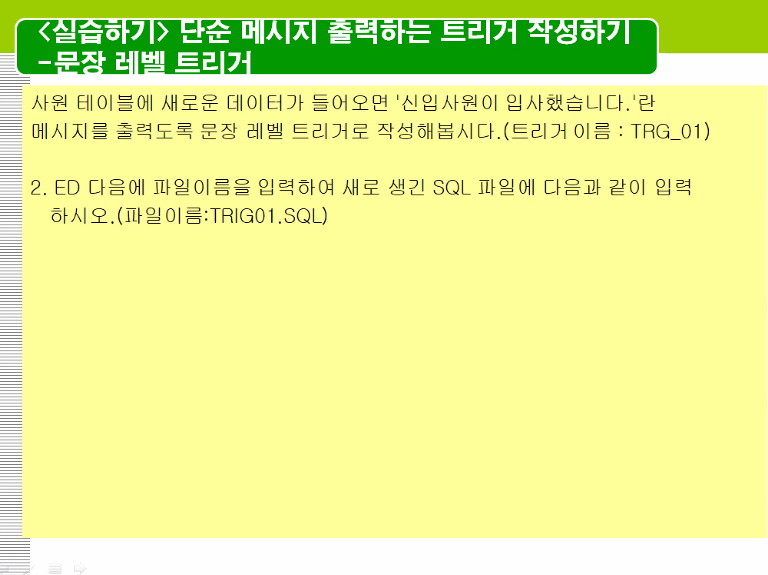 <실습하기> 단순 메시지 출력하는 트리거 작성하기
-문장 레벨 트리거
사원 테이블에 새로운 데이터가 들어오면 '신입사원이 입사했습니다.'란
메시지를 출력도록 문장 레벨 트리거로 작성해봅시다.(트리거 이름 : TRG_01)
2. ED 다음에 파일이름을 입력하여 새로 생긴 SQL 파일에 다음과 같이 입력
하시오.(파일이름:TRIG01.SQL)